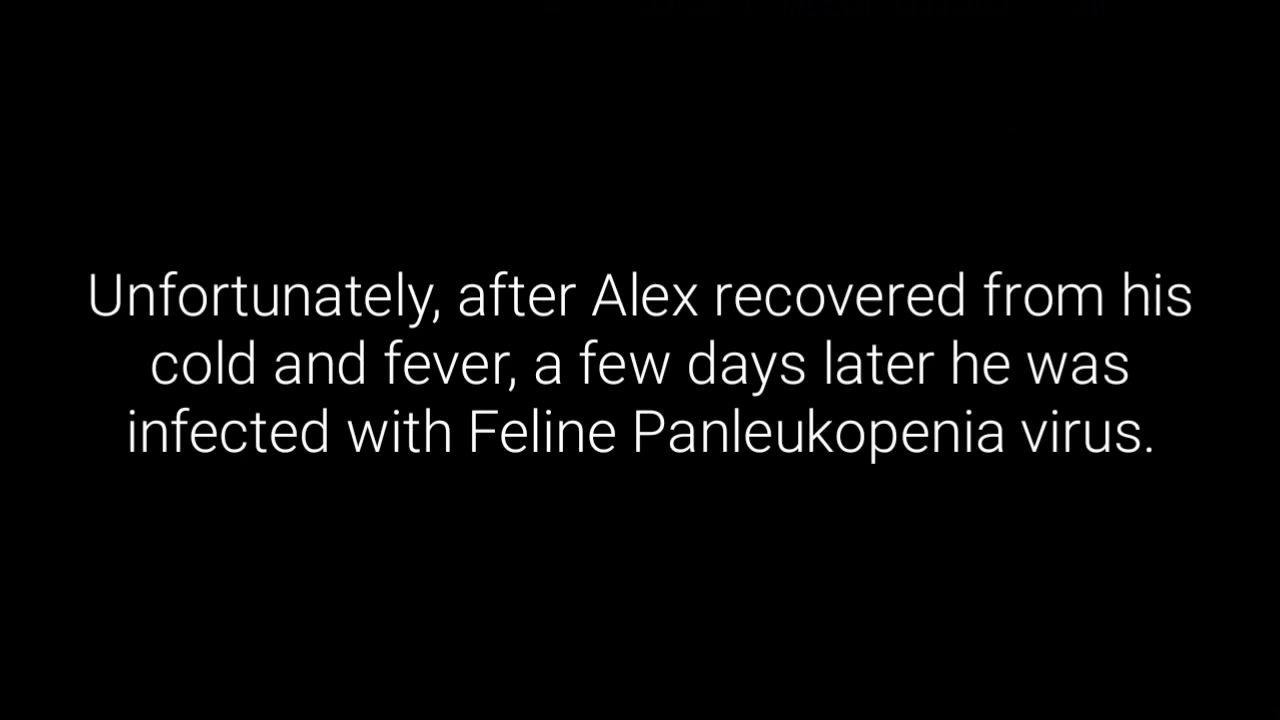 Unfortunately, after Alex recovered from his
cold and fever, a few days later he was
infected with Feline Panleukopenia virus.